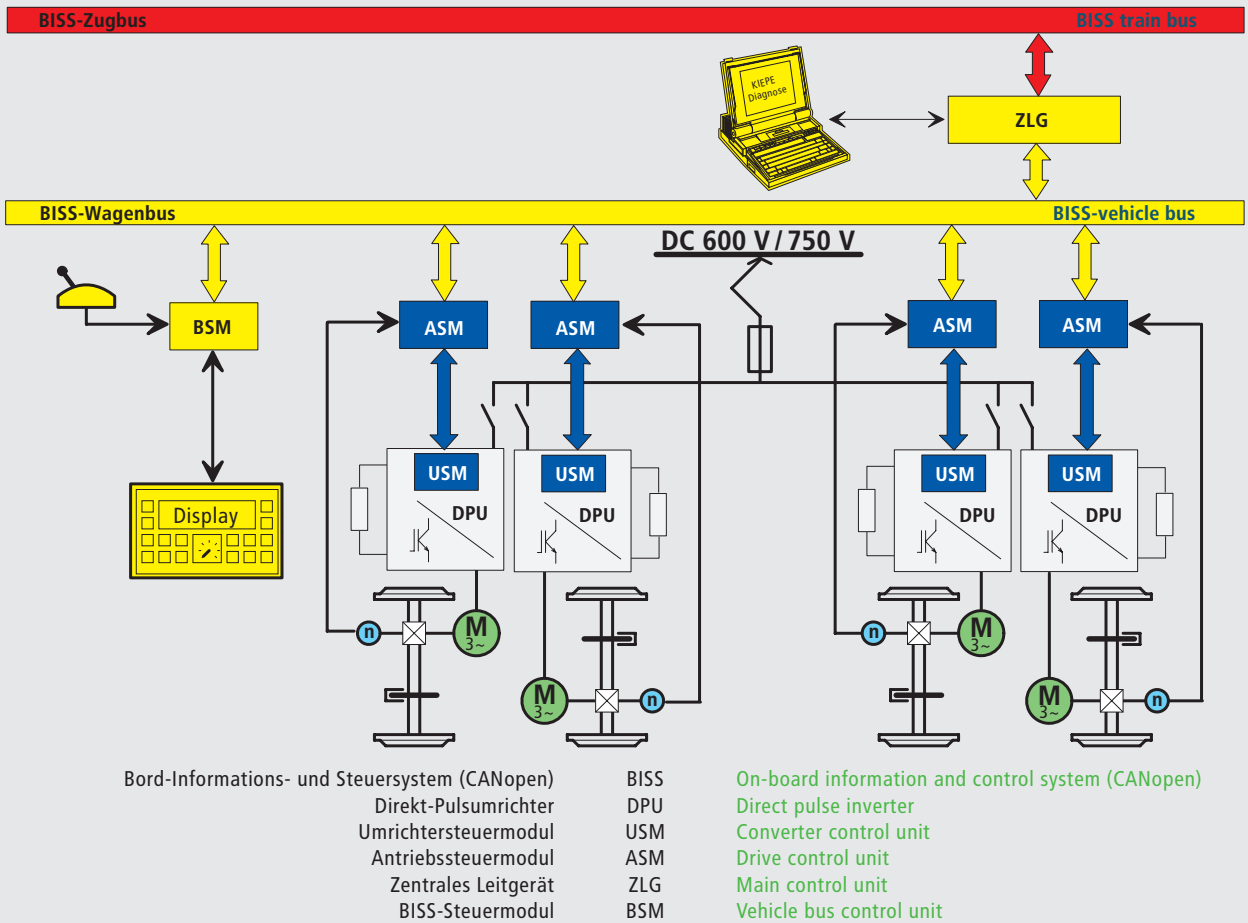 BISS-Zugbus BISS train bus
KIEPE
Diagnose
ZLG
BISS-Wagenbus BISS-vehicle bus
DC 600 V / 750 V
BSM ASM ASM ASM ASM
USM USM USM USM
Display DPU DPU DPU DPU
n M 3~ M 3~ n n M 3~ M 3~ n
Bord-Informations- und Steuersystem (CANopen) BISS On-board information and control system (CANopen)
Direkt-Pulsumrichter DPU Direct pulse inverter
Umrichtersteuermodul USM Converter control unit
Antriebssteuermodul ASM Drive control unit
Zentrales Leitgerät ZLG Main control unit
BISS-Steuermodul BSM Vehicle bus control unit